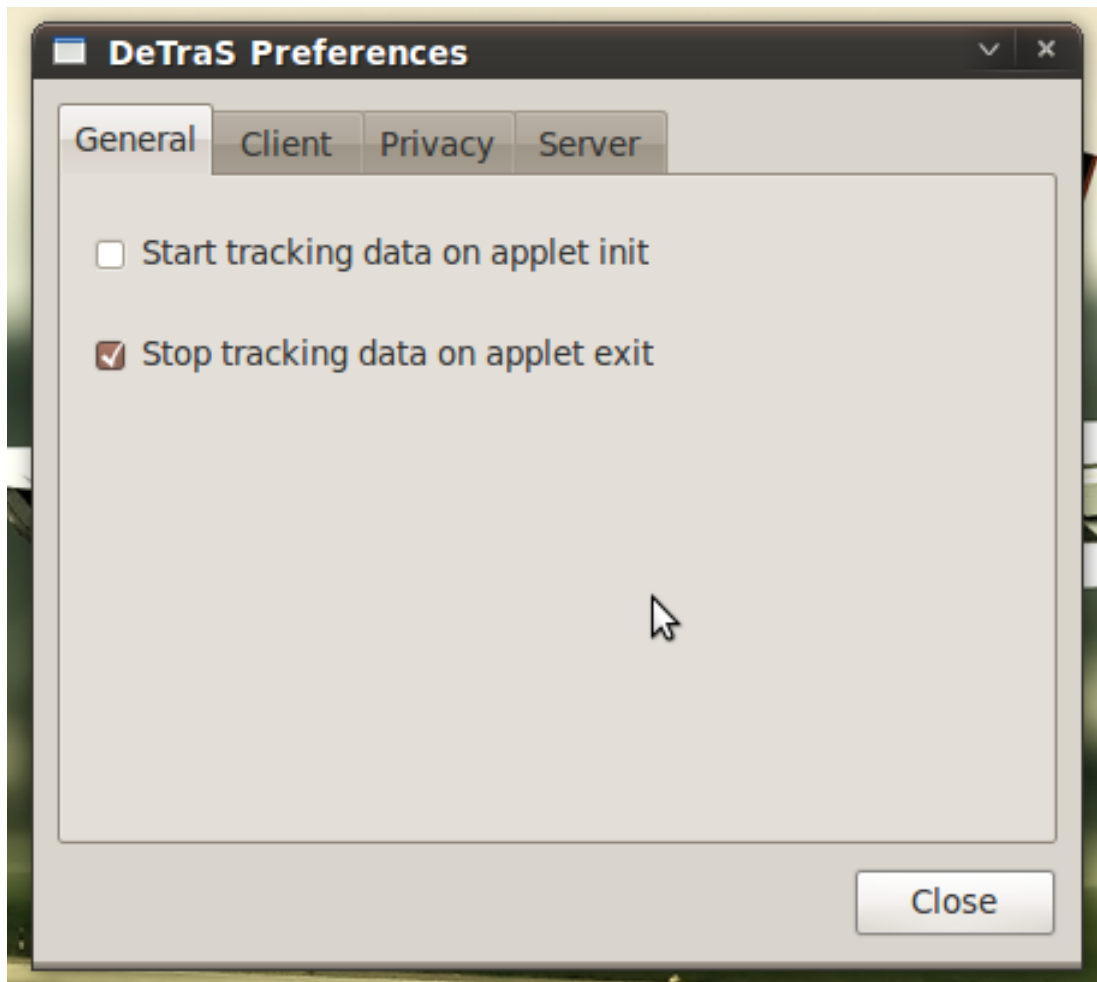 DeTraS Preferences
General Client Privacy Server
Start tracking data on applet init
Stop tracking data on applet exit
Close